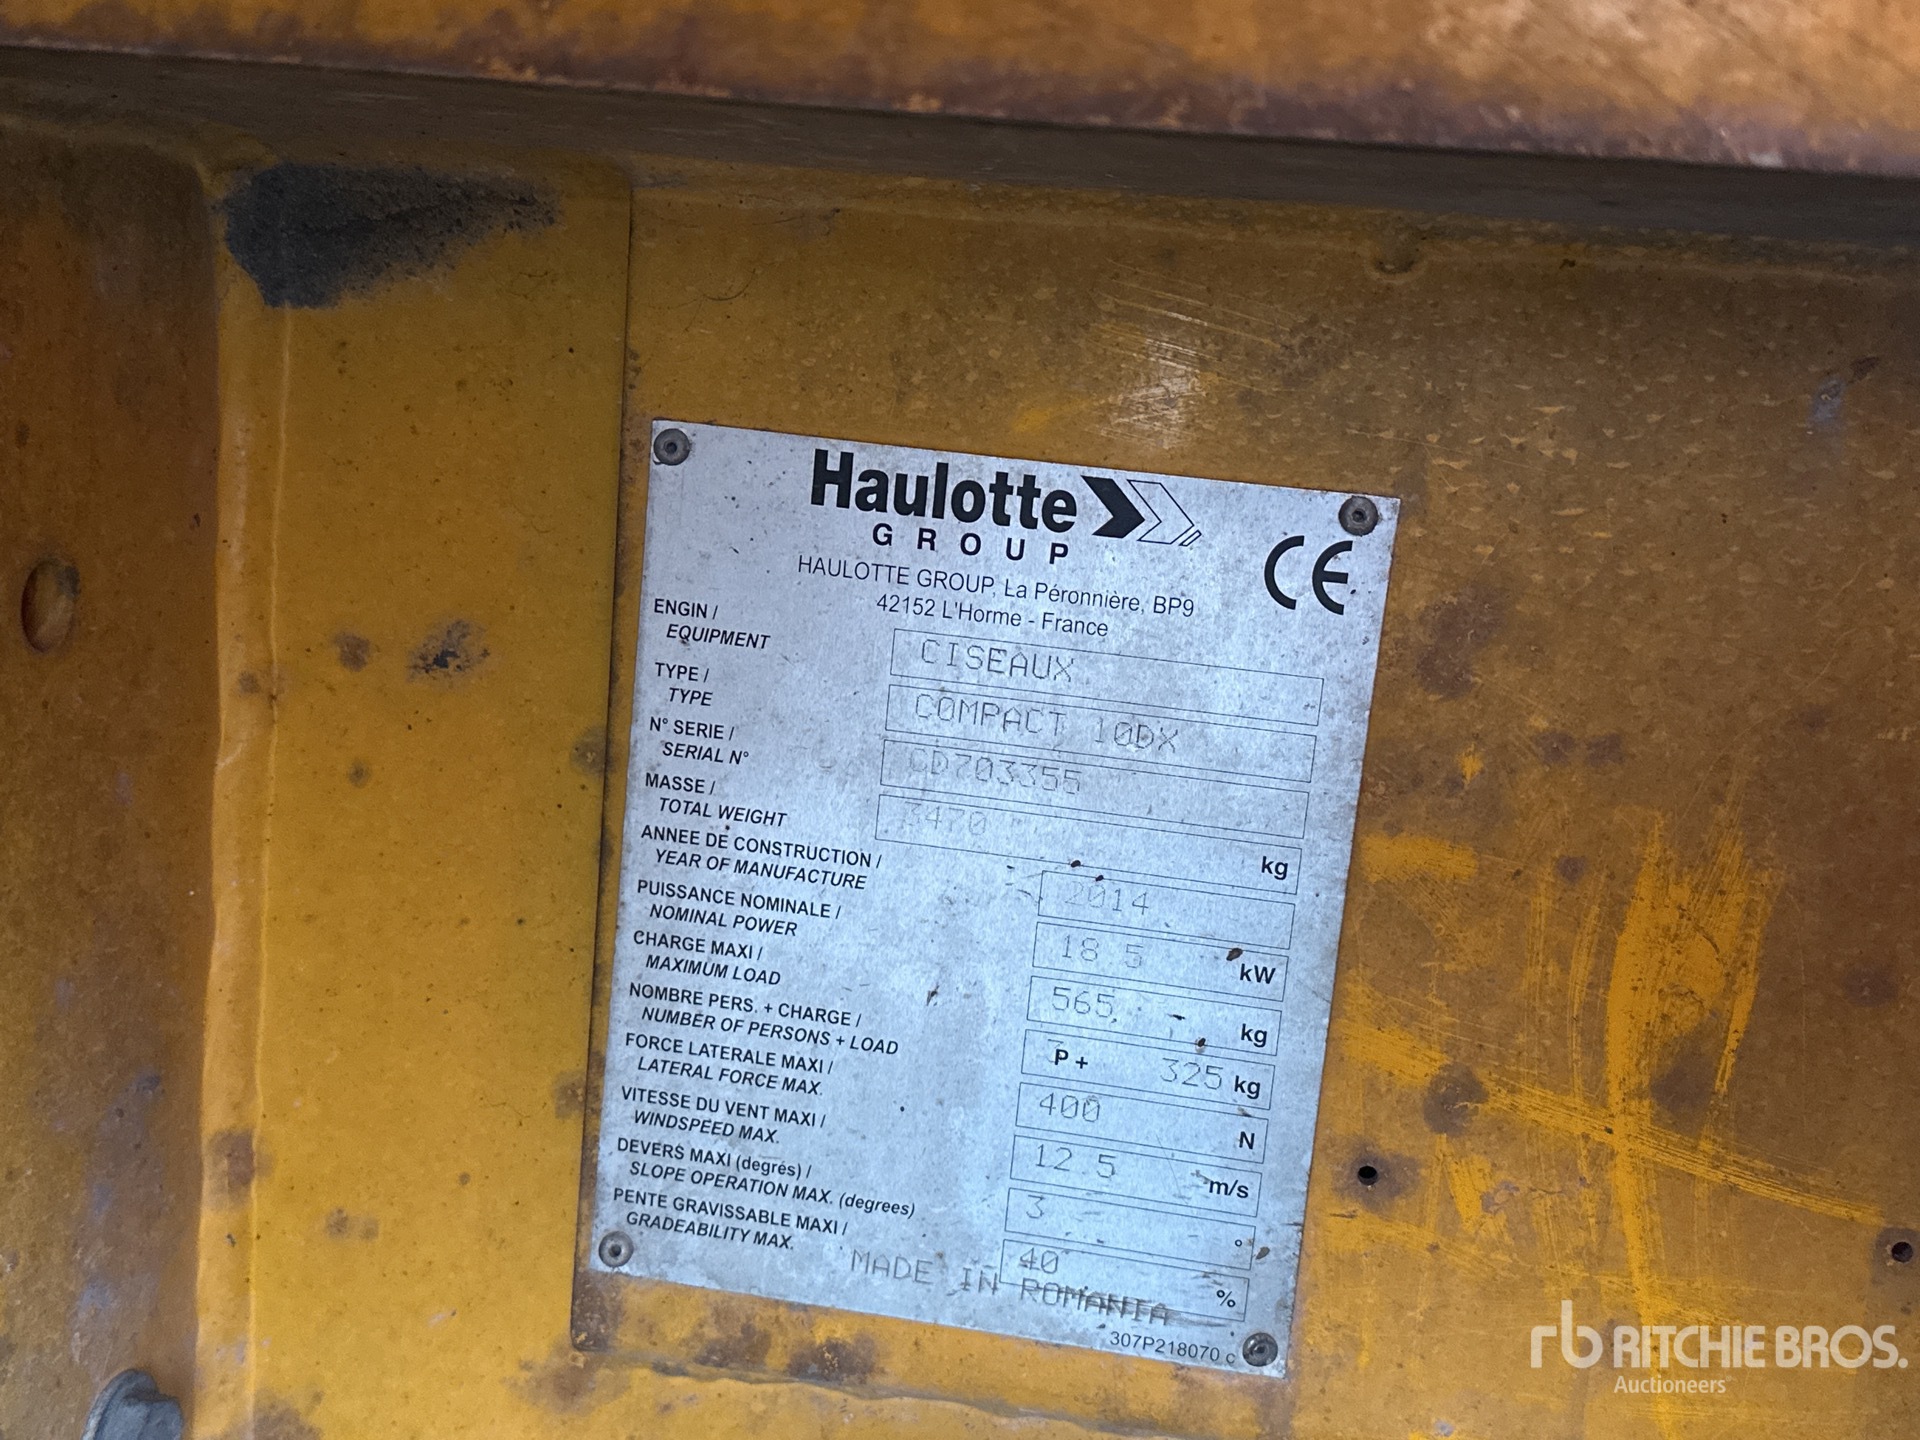 Haulotte
GROUP
CE
HAULOTTE GROUP, La Péronnière, BP9
42152 L'Horme - France
ENGIN /
EQUIPMENT
CISEAUX
TYPE /
TYPE
COMPACT 10DX
N° SERIE /
SERIAL N°
CD703355
MASSE /
TOTAL WEIGHT
3470 kg
ANNEE DE CONSTRUCTION /
YEAR OF MANUFACTURE
2014
PUISSANCE NOMINALE /
NOMINAL POWER
18.5 kW
CHARGE MAXI /
MAXIMUM LOAD
565 kg
NOMBRE PERS. + CHARGE /
NUMBER OF PERSONS + LOAD
3 P + 325 kg
FORCE LATERALE MAXI /
LATERAL FORCE MAX.
400 N
VITESSE DU VENT MAXI /
WINDSPEED MAX.
12.5 m/s
DEVERS MAXI (degrés) /
SLOPE OPERATION MAX. (degrees)
3 °
PENTE GRAVISSABLE MAXI /
GRADEABILITY MAX.
40 %
MADE IN ROMANIA
307P218070 c
rb RITCHIE BROS.
Auctioneers